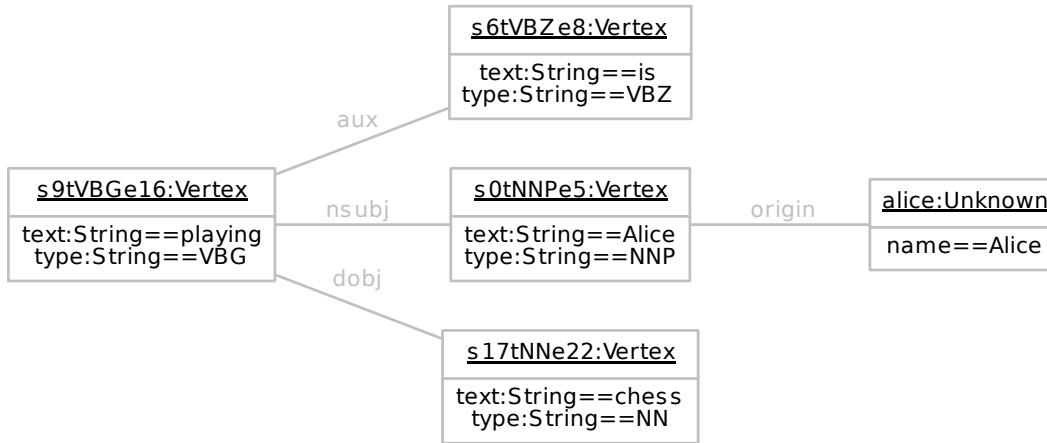 s6tVBZe8:Vertex
text:String==is
type:String==VBZ
aux
s9tVBGe16:Vertex
text:String==playing
type:String==VBG
nsubj
s0tNNPe5:Vertex
text:String==Alice
type:String==NNP
origin
alice:Unknown
name==Alice
dobj
s17tNNe22:Vertex
text:String==chess
type:String==NN